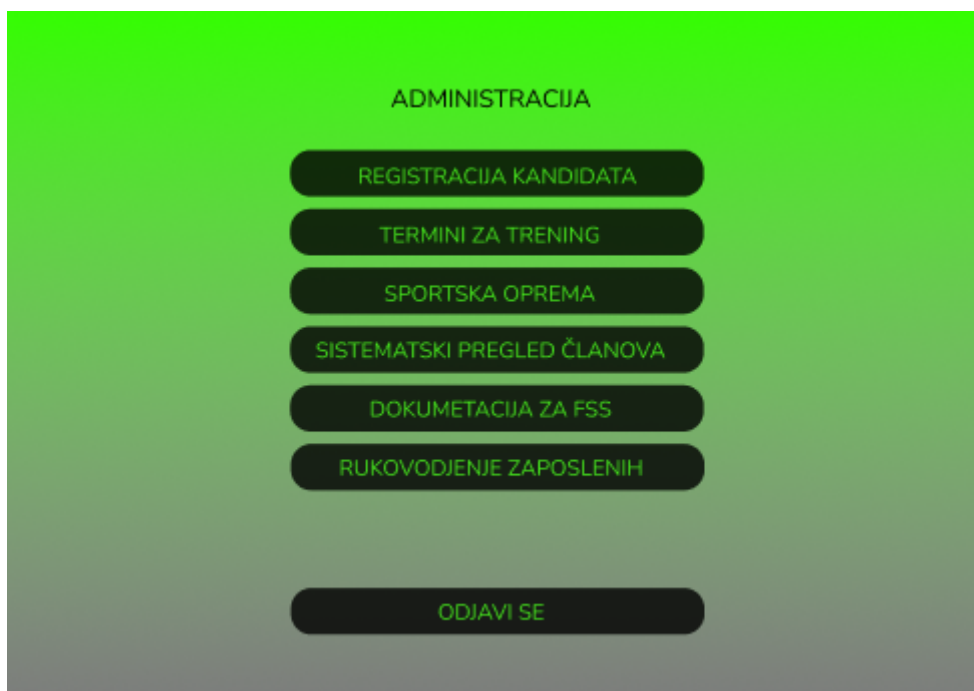 ADMINISTRACIJA
REGISTRACIJA KANDIDATA
TERMINI ZA TRENING
SPORTSKA OPREMA
SISTEMATSKI PREGLED ČLANOVA
DOKUMETACIJA ZA FSS
RUKOVODJENJE ZAPOSLENIH
ODJAVI SE